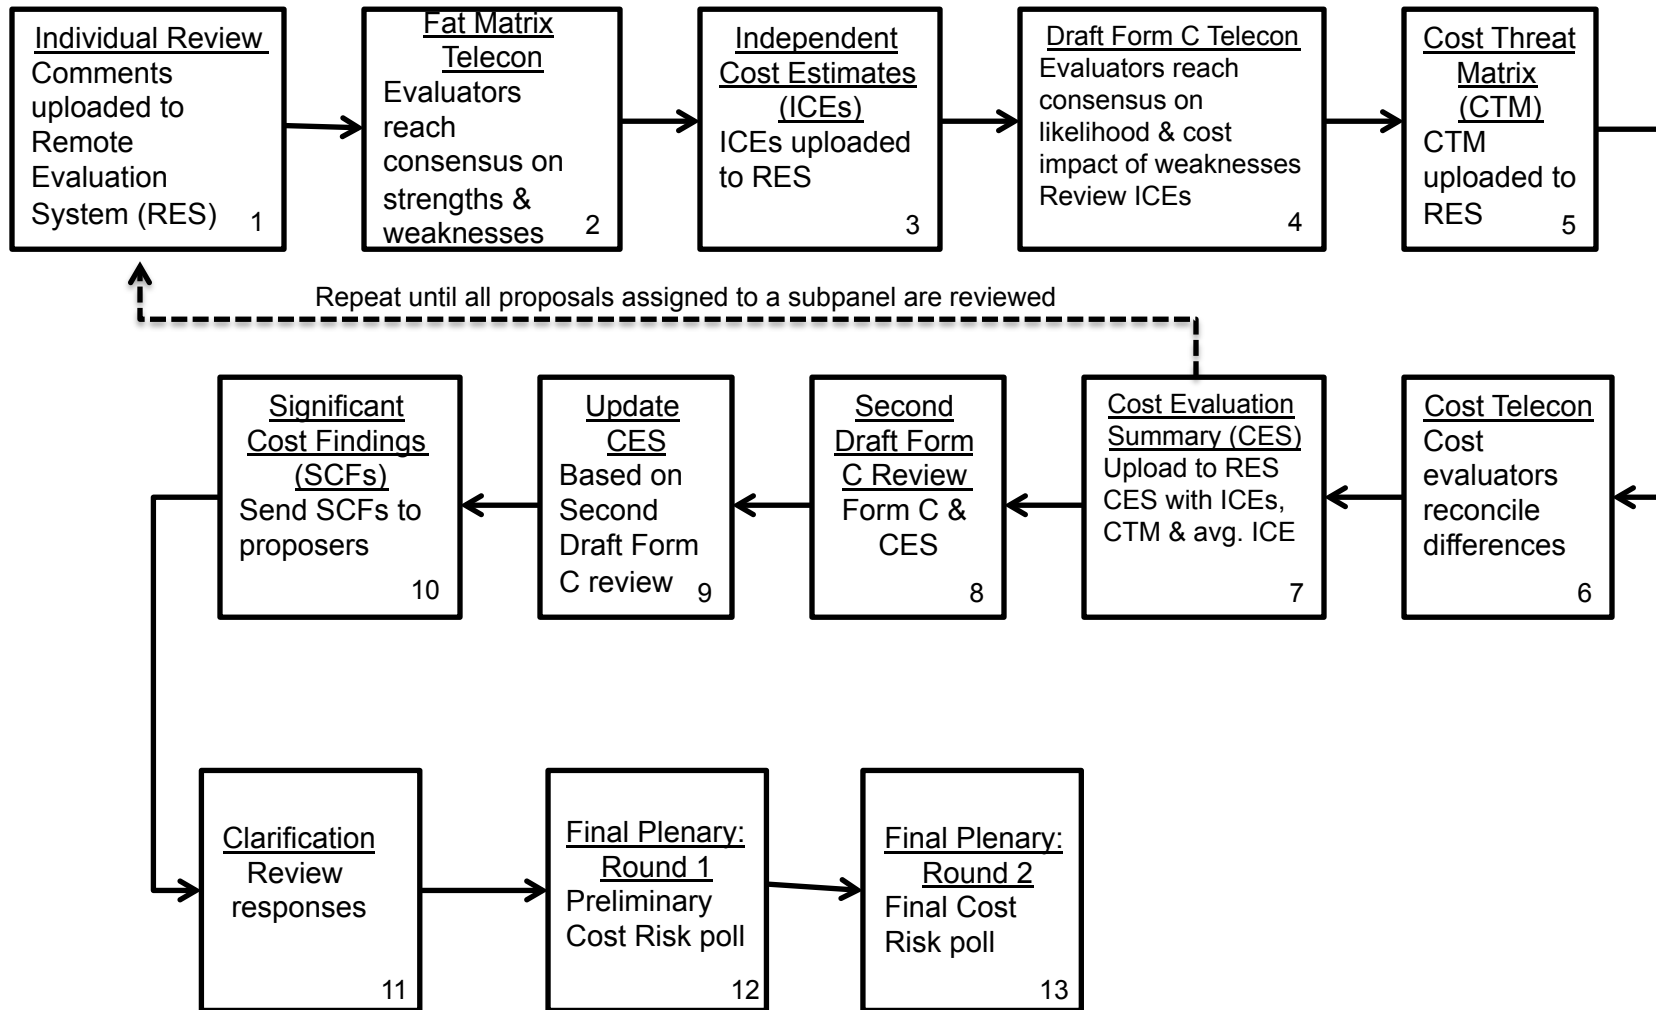 Individual Review
Comments
uploaded to
Remote
Evaluation
System (RES)
1
Fat Matrix
Telecon
Evaluators
reach
consensus on
strengths &
weaknesses
2
Independent
Cost Estimates
(ICEs)
ICEs uploaded
to RES
3
Draft Form C Telecon
Evaluators reach
consensus on
likelihood & cost
impact of weaknesses
Review ICEs
4
Cost Threat
Matrix
(CTM)
CTM
uploaded to
RES
5
Repeat until all proposals assigned to a subpanel are reviewed
Cost Telecon
Cost
evaluators
reconcile
differences
6
Cost Evaluation
Summary (CES)
Upload to RES
CES with ICEs,
CTM & avg. ICE
7
Second
Draft Form
C Review
Form C &
CES
8
Update
CES
Based on
Second
Draft Form
C review
9
Significant
Cost Findings
(SCFs)
Send SCFs to
proposers
10
Clarification
Review
responses
11
Final Plenary:
Round 1
Preliminary
Cost Risk poll
12
Final Plenary:
Round 2
Final Cost
Risk poll
13